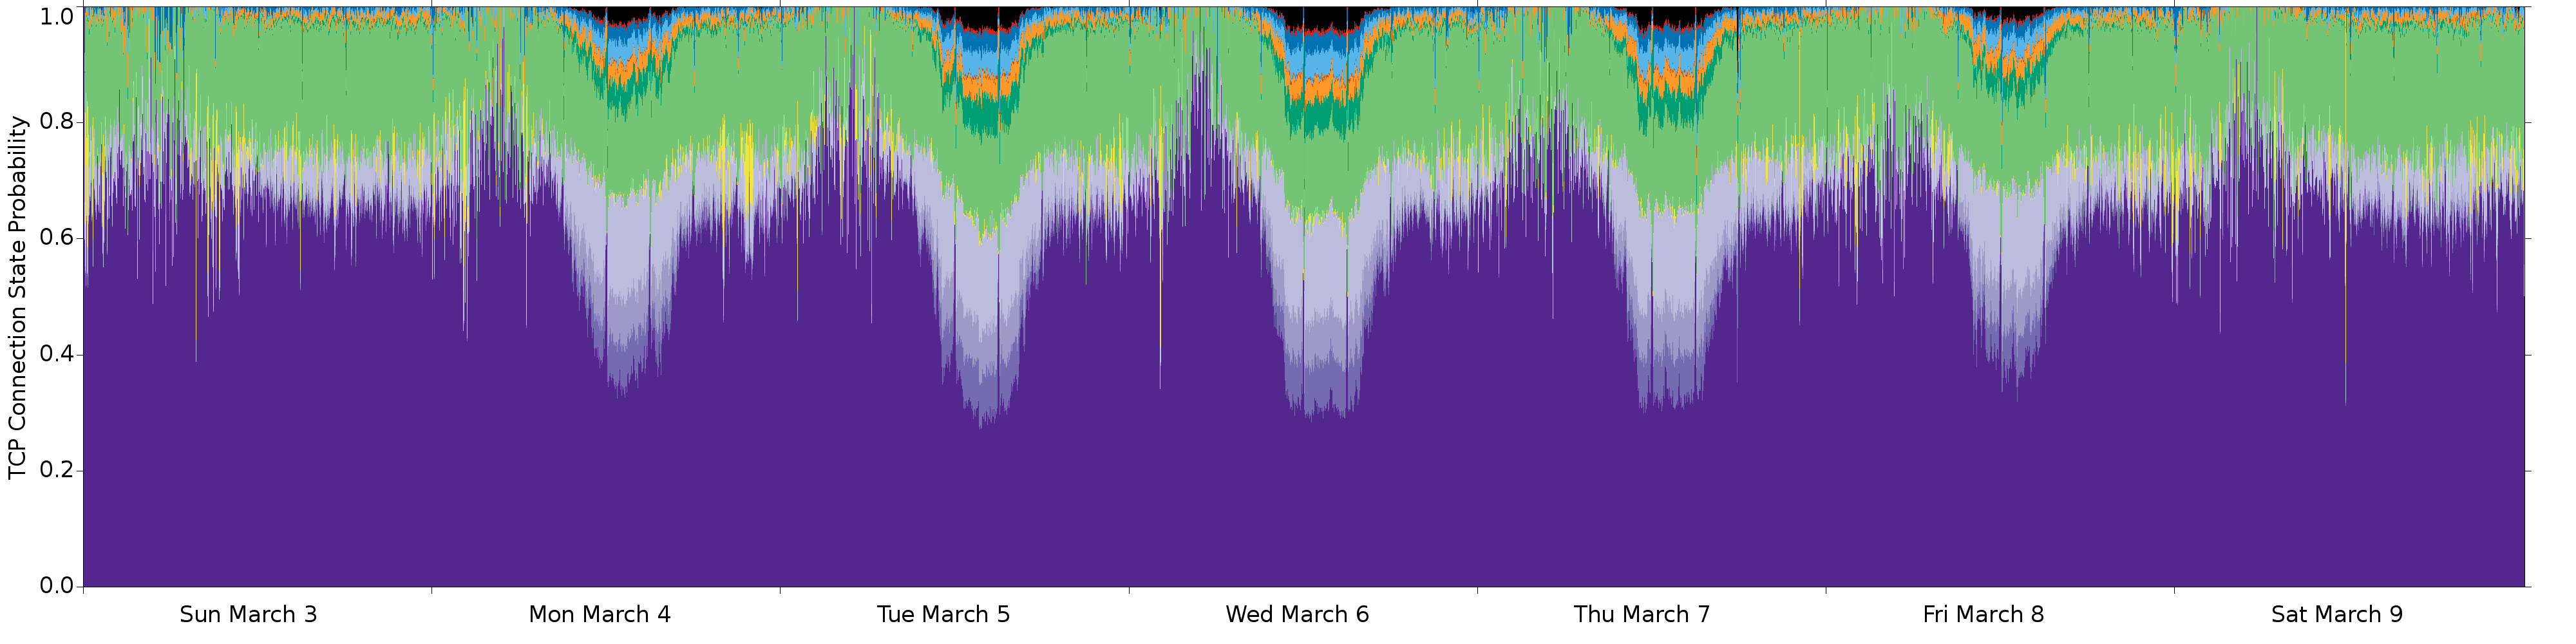 TCP Connection State Probability
1.0
0.8
0.6
0.4
0.2
0.0
Sun March 3
Mon March 4
Tue March 5
Wed March 6
Thu March 7
Fri March 8
Sat March 9